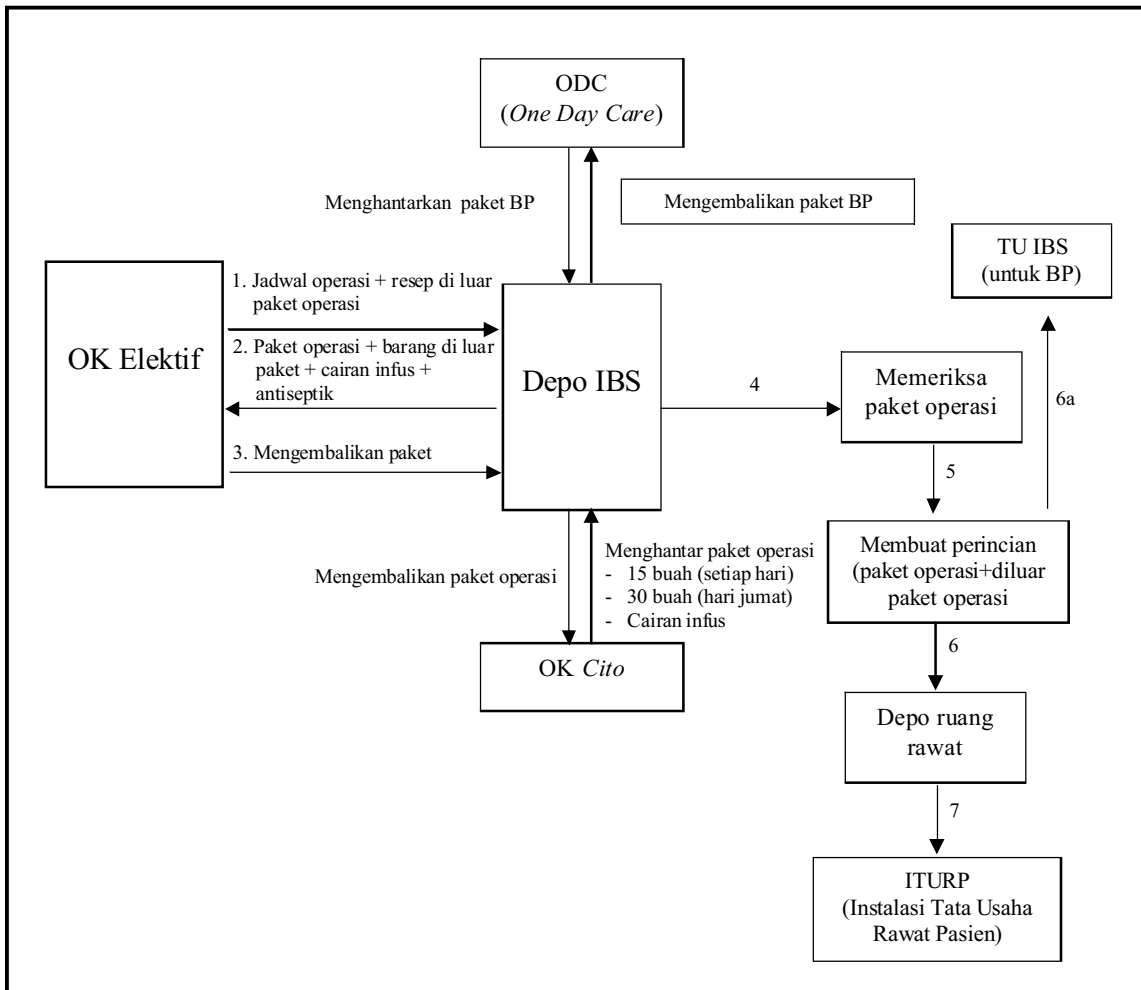 ODC
(One Day Care)
Menghantarkan paket BP
Mengembalikan paket BP
TU IBS
(untuk BP)
OK Elektif
1. Jadwal operasi + resep di luar
paket operasi
2. Paket operasi + barang di luar
paket + cairan infus +
antiseptik
3. Mengembalikan paket
Depo IBS
4
Memeriksa
paket operasi
6a
5
Mengembalikan paket operasi
Menghantar paket operasi
- 15 buah (setiap hari)
- 30 buah (hari jumat)
- Cairan infus
OK Cito
Membuat perincian
(paket operasi+diluar
paket operasi
6
Depo ruang
rawat
7
ITURP
(Instalasi Tata Usaha
Rawat Pasien)